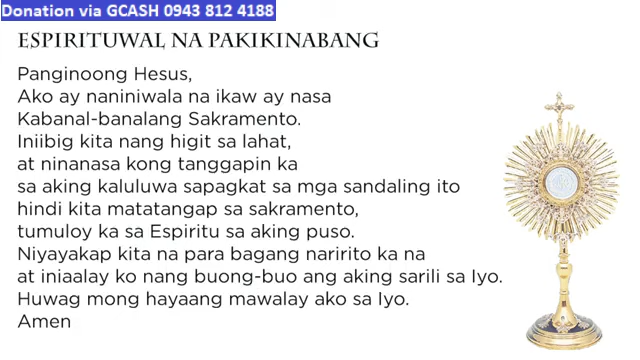 Donation via GCASH 0943 812 4188
ESPIRITUWAL NA PAKIKINABANG
Panginoong Hesus,
Ako ay naniniwala na ikaw ay nasa
Kabanal-banalang Sakramento.
Iniibig kita nang higit sa lahat,
at ninanasa kong tanggapin ka
sa aking kaluluwa sapagkat sa mga sandaling ito
hindi kita matatangap sa sakramento,
tumuloy ka sa Espiritu sa aking puso.
Niyayakap kita na para bagang naririto ka na
at iniaalay ko nang buong-buo ang aking sarili sa Iyo.
Huwag mong hayaang mawalay ako sa Iyo.
Amen